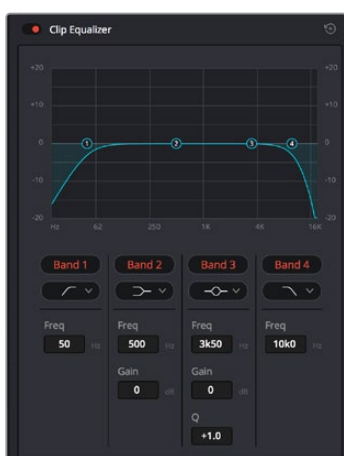 Clip Equalizer
+20 +20
+10 +10
0 1 2 3 4 0
-10 -10
-20 -20
Hz 62 250 1K 4K 16K
Band 1 Band 2 Band 3 Band 4
Freq Freq Freq Freq
50 Hz 500 Hz 3k50 Hz 10k0 Hz
Gain Gain
0 dB 0 dB
Q
+1.0